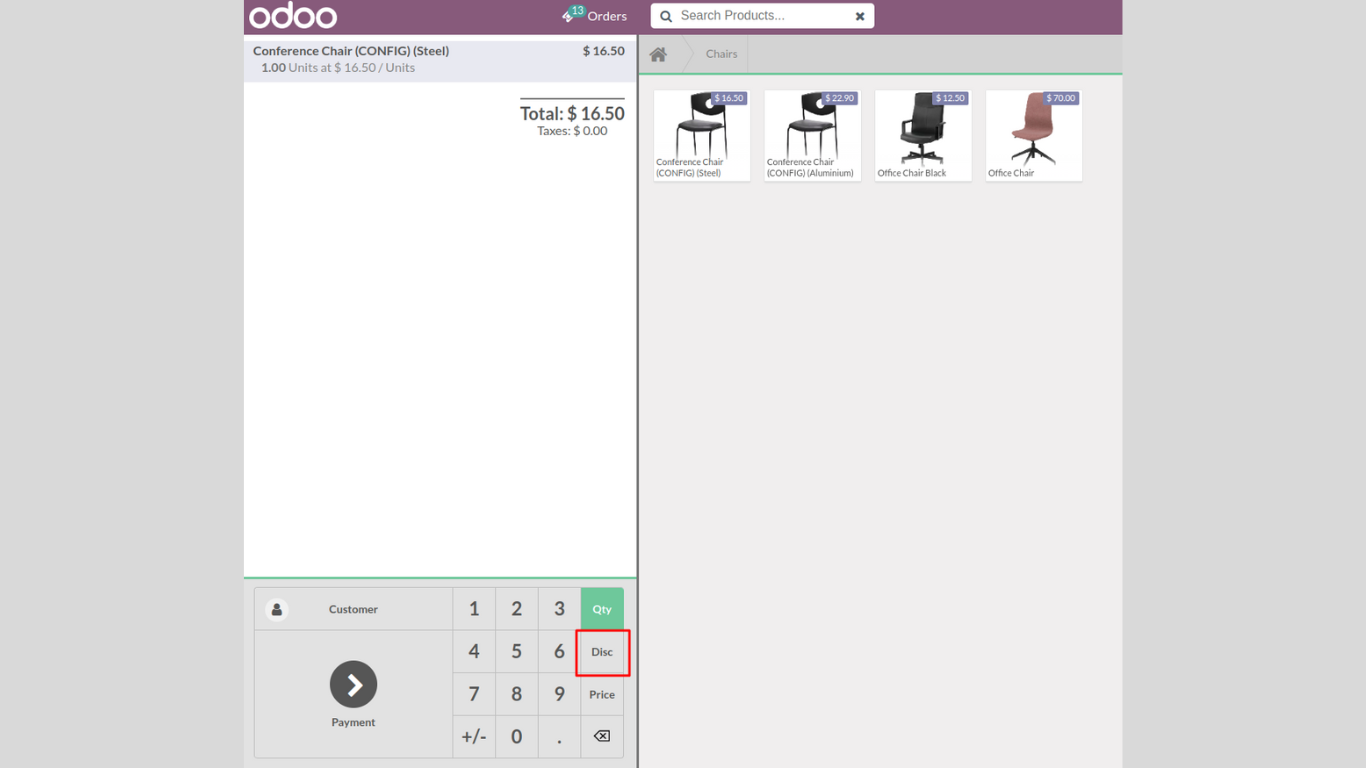 odoo
13
Orders
Search Products...
Conference Chair (CONFIG) (Steel)
$ 16.50
1.00 Units at $ 16.50 / Units
Total: $ 16.50
Taxes: $ 0.00
Chairs
$ 16.50
Conference Chair
(CONFIG) (Steel)
$ 22.90
Conference Chair
(CONFIG) (Aluminium)
$ 12.50
Office Chair Black
$ 70.00
Office Chair
Customer
Payment
1 2 3 Qty
4 5 6 Disc
7 8 9 Price
+/- 0 .